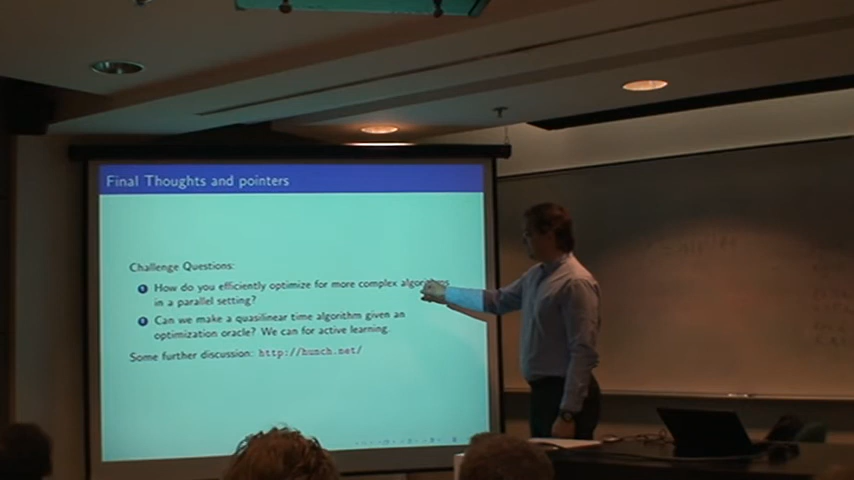 Final Thoughts and pointers
Challenge Questions:
1 How do you efficiently optimize for more complex algorithms
in a parallel setting?
Can we make a quasilinear time algorithm given an
optimization oracle? We can for active learning.
Some further discussion: http://hunch.net/